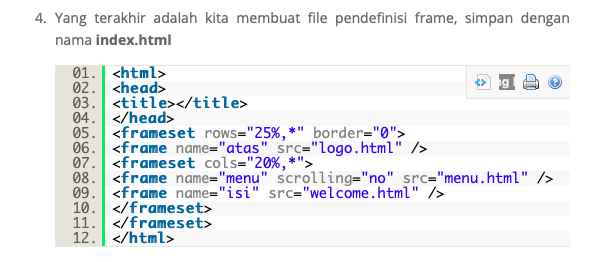 4. Yang terakhir adalah kita membuat file pendefinisi frame, simpan dengan
nama index.html
01. <html>
02. <head>
03. <title></title>
04. </head>
05. <frameset rows="25%,*" border="0">
06. <frame name="atas" src="logo.html" />
07. <frameset cols="20%,*">
08. <frame name="menu" scrolling="no" src="menu.html" />
09. <frame name="isi" src="welcome.html" />
10. </frameset>
11. </frameset>
12. </html>